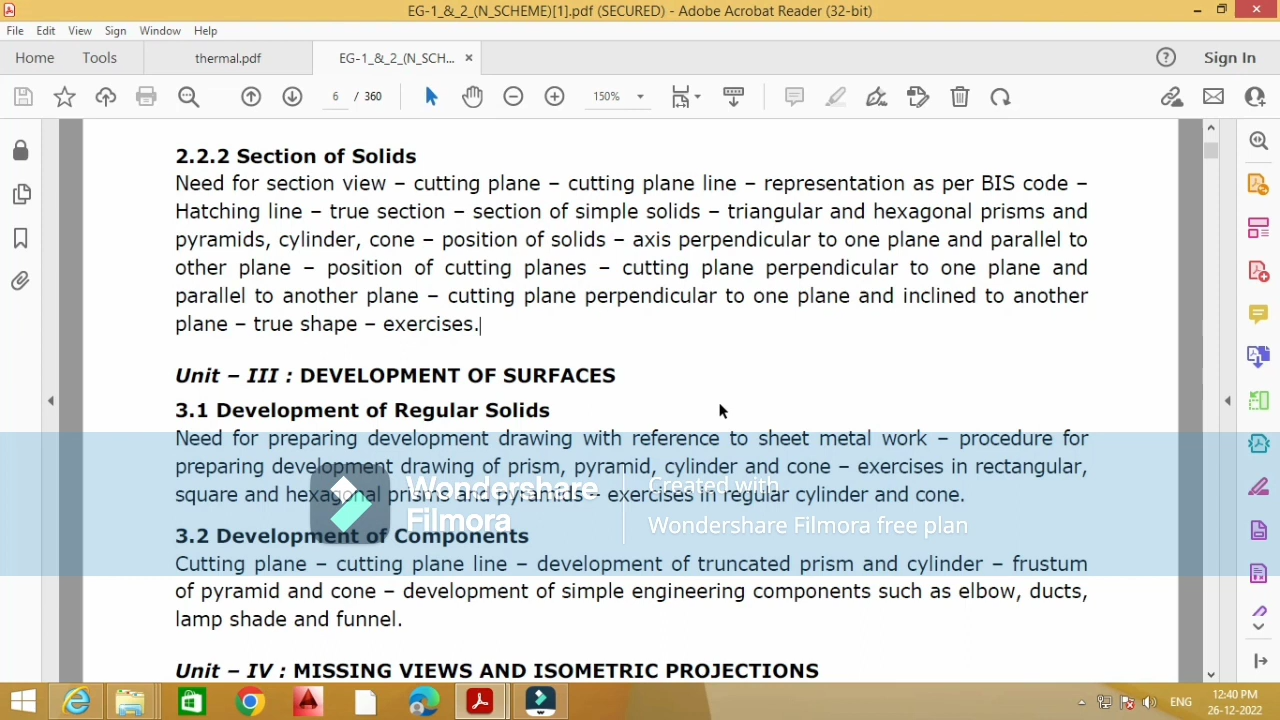 EG-1_&_2_(N_SCHEME)[1].pdf (SECURED) - Adobe Acrobat Reader (32-bit)
File Edit View Sign Window Help
Home Tools thermal.pdf EG-1_&_2_(N_SCH... × Sign In
6 / 360 150%
2.2.2 Section of Solids
Need for section view – cutting plane – cutting plane line – representation as per BIS code –
Hatching line – true section – section of simple solids – triangular and hexagonal prisms and
pyramids, cylinder, cone – position of solids – axis perpendicular to one plane and parallel to
other plane – position of cutting planes – cutting plane perpendicular to one plane and
parallel to another plane – cutting plane perpendicular to one plane and inclined to another
plane – true shape – exercises.
Unit – III : DEVELOPMENT OF SURFACES
3.1 Development of Regular Solids
Need for preparing development drawing with reference to sheet metal work – procedure for
preparing development drawing of prism, pyramid, cylinder and cone – exercises in rectangular,
square and hexagonal prisms and pyramids – exercises in regular cylinder and cone.
Wondershare
Filmora
Created with
Wondershare Filmora free plan
3.2 Development of Components
Cutting plane – cutting plane line – development of truncated prism and cylinder – frustum
of pyramid and cone – development of simple engineering components such as elbow, ducts,
lamp shade and funnel.
Unit – IV : MISSING VIEWS AND ISOMETRIC PROJECTIONS
ENG
12:40 PM
26-12-2022